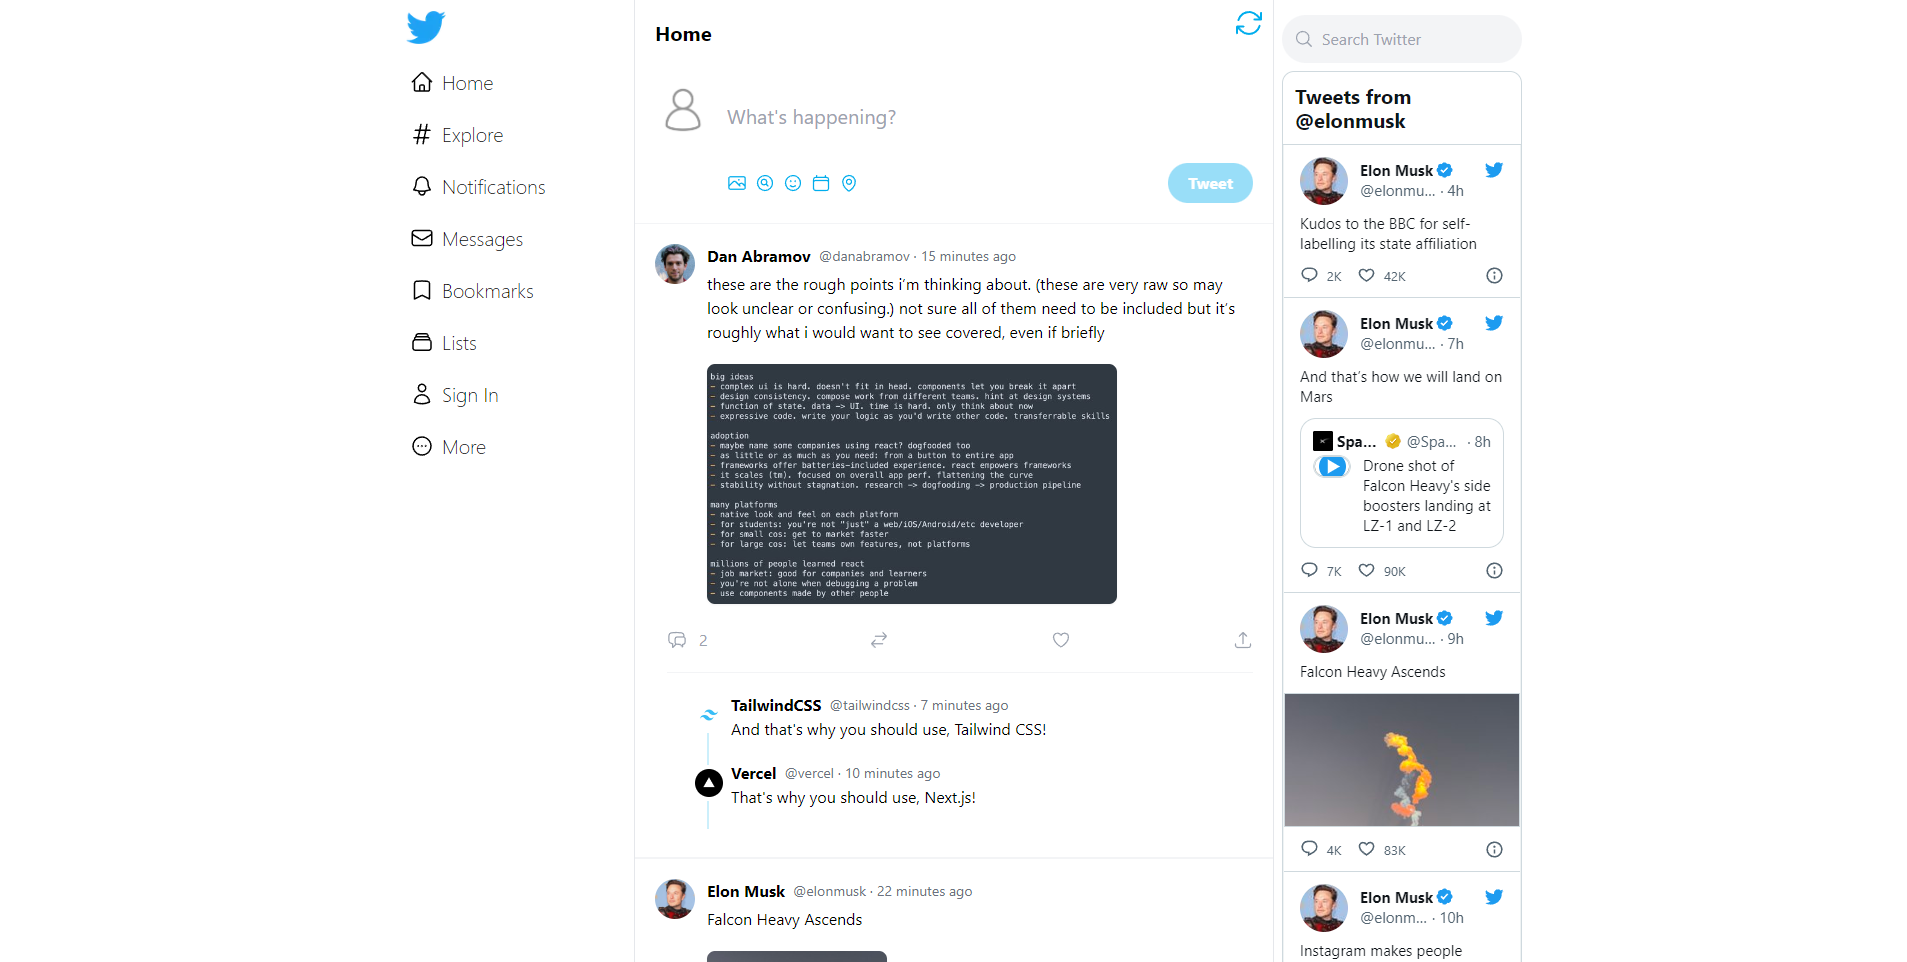 Home
Explore
Notifications
Messages
Bookmarks
Lists
Sign In
More
Home
What's happening?
Tweet
Dan Abramov @danabramov · 15 minutes ago
these are the rough points i'm thinking about. (these are very raw so may
look unclear or confusing.) not sure all of them need to be included but it's
roughly what i would want to see covered, even if briefly
big ideas
- complex ui is hard. doesn't fit in head. components let you break it apart
- design consistency. compose work from different teams. hint at design systems
- function of state. data -> UI. time is hard. only think about now
- expressive code. write your logic as you'd write other code. transferrable skills
adoption
- maybe name some companies using react? dogfooded too
- as little or as much as you need: from a button to entire app
- frameworks offer batteries-included experience. react empowers frameworks
- it scales (tm). focused on overall app perf. flattening the curve
- stability without stagnation. research -> dogfooding -> production pipeline
many platforms
- native look and feel on each platform
- for students: you're not "just" a web/iOS/Android/etc developer
- for small cos: get to market faster
- for large cos: let teams own features, not platforms
millions of people learned react
- job market: good for companies and learners
- you're not alone when debugging a problem
- use components made by other people
2
TailwindCSS @tailwindcss · 7 minutes ago
And that's why you should use, Tailwind CSS!
Vercel @vercel · 10 minutes ago
That's why you should use, Next.js!
Elon Musk @elonmusk · 22 minutes ago
Falcon Heavy Ascends
Search Twitter
Tweets from
@elonmusk
Elon Musk
@elonmu... · 4h
Kudos to the BBC for self-
labelling its state affiliation
2K 42K
Elon Musk
@elonmu... · 7h
And that's how we will land on
Mars
Spa... @Spa... · 8h
Drone shot of
Falcon Heavy's side
boosters landing at
LZ-1 and LZ-2
7K 90K
Elon Musk
@elonmu... · 9h
Falcon Heavy Ascends
4K 83K
Elon Musk
@elonm... · 10h
Instagram makes people